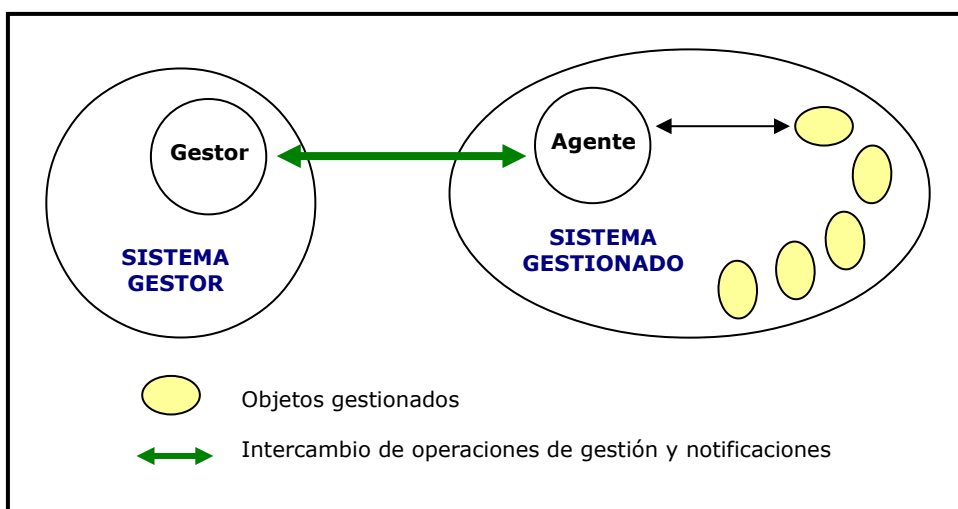 Gestor
Agente
SISTEMA
GESTOR
SISTEMA
GESTIONADO
Objetos gestionados
Intercambio de operaciones de gestión y notificaciones